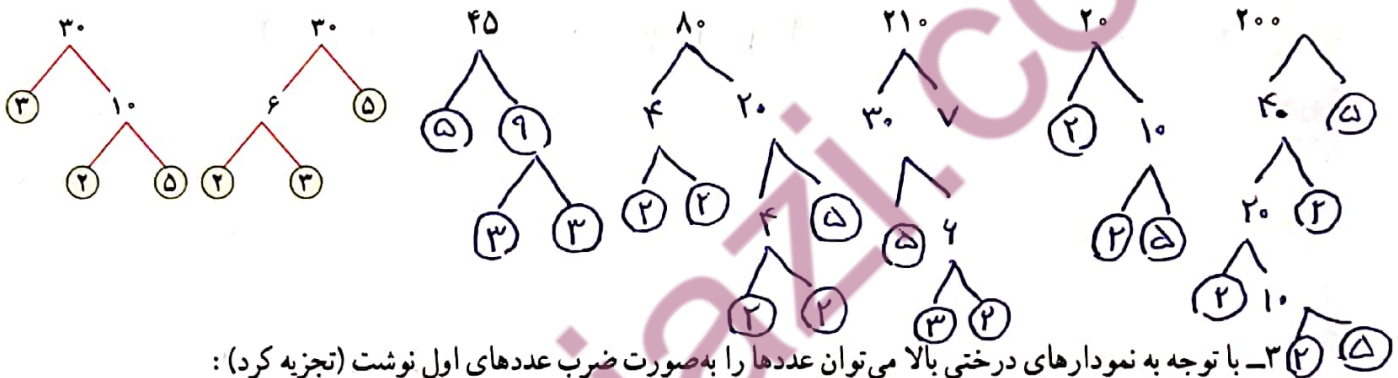 ۳۰ ۳۰ ۴۵ ۸۰ ۲۱۰ ۲۰ ۲۰۰
۳ ۱۰ ۶ ۵ ۵ ۹ ۴ ۲۰ ۳۰ ۷ ۲ ۱۰ ۴۰ ۵
۲ ۵ ۲ ۳ ۳ ۳ ۲ ۲ ۴ ۵ ۵ ۶ ۲ ۵ ۲۰ ۲
۲ ۲ ۳ ۲ ۲ ۱۰
۲ ۵
۳ــ با توجه به نمودارهای درختی بالا می‌توان عددها را به‌صورت ضرب عددهای اول نوشت (تجزیه کرد) :